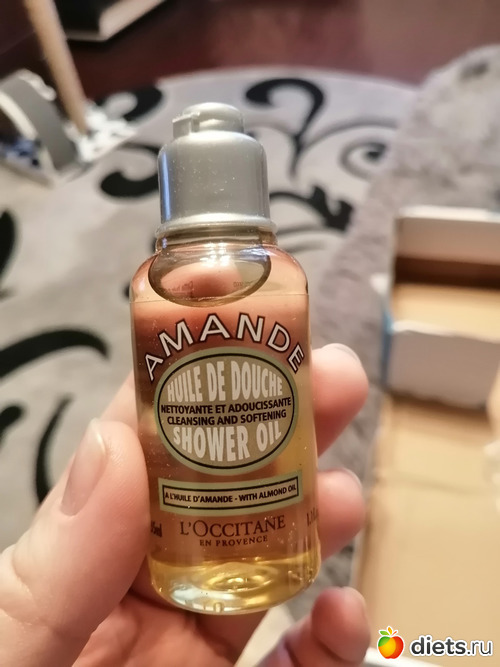 AMANDE
HUILE DE DOUCHE
NETTOYANTE ET ADOUCISSANTE
CLEANSING AND SOFTENING
SHOWER OIL
A L'HUILE D'AMANDE - WITH ALMOND OIL
L'OCCITANE
EN PROVENCE
diets.ru